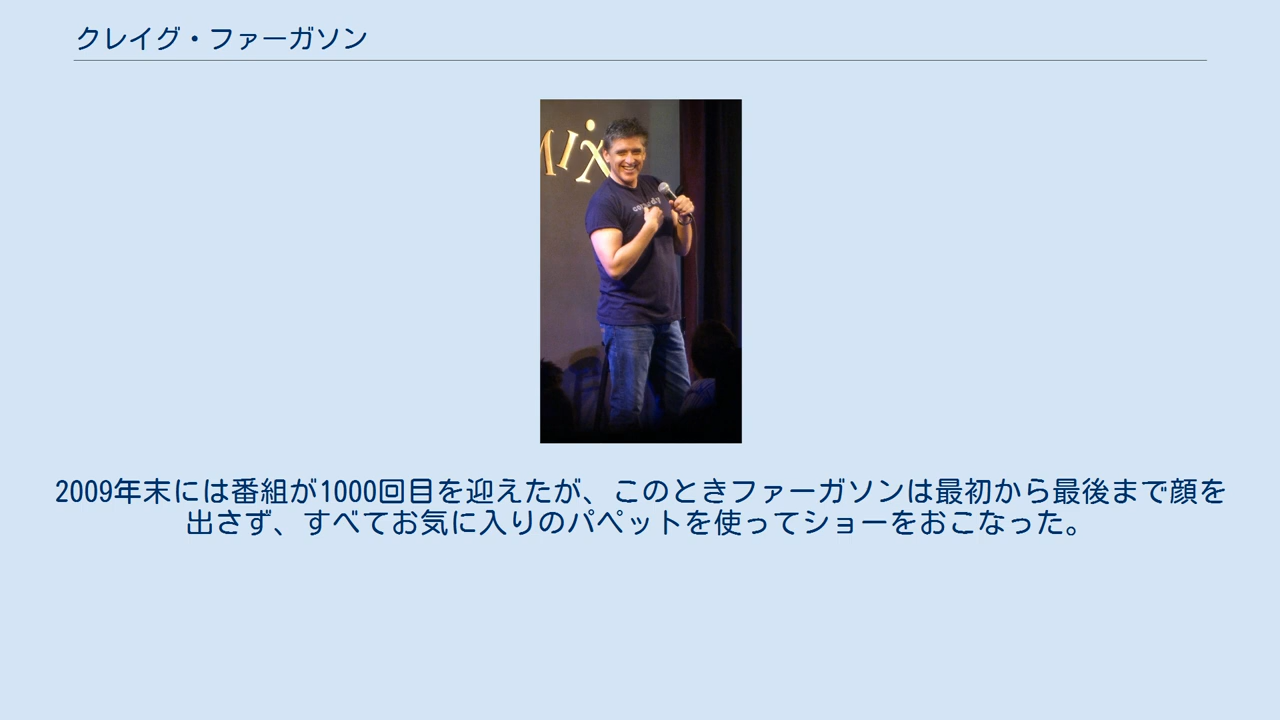 クレイグ・ファーガソン
MIX
comedy
2009年末には番組が1000回目を迎えたが、このときファーガソンは最初から最後まで顔を
出さず、すべてお気に入りのパペットを使ってショーをおこなった。